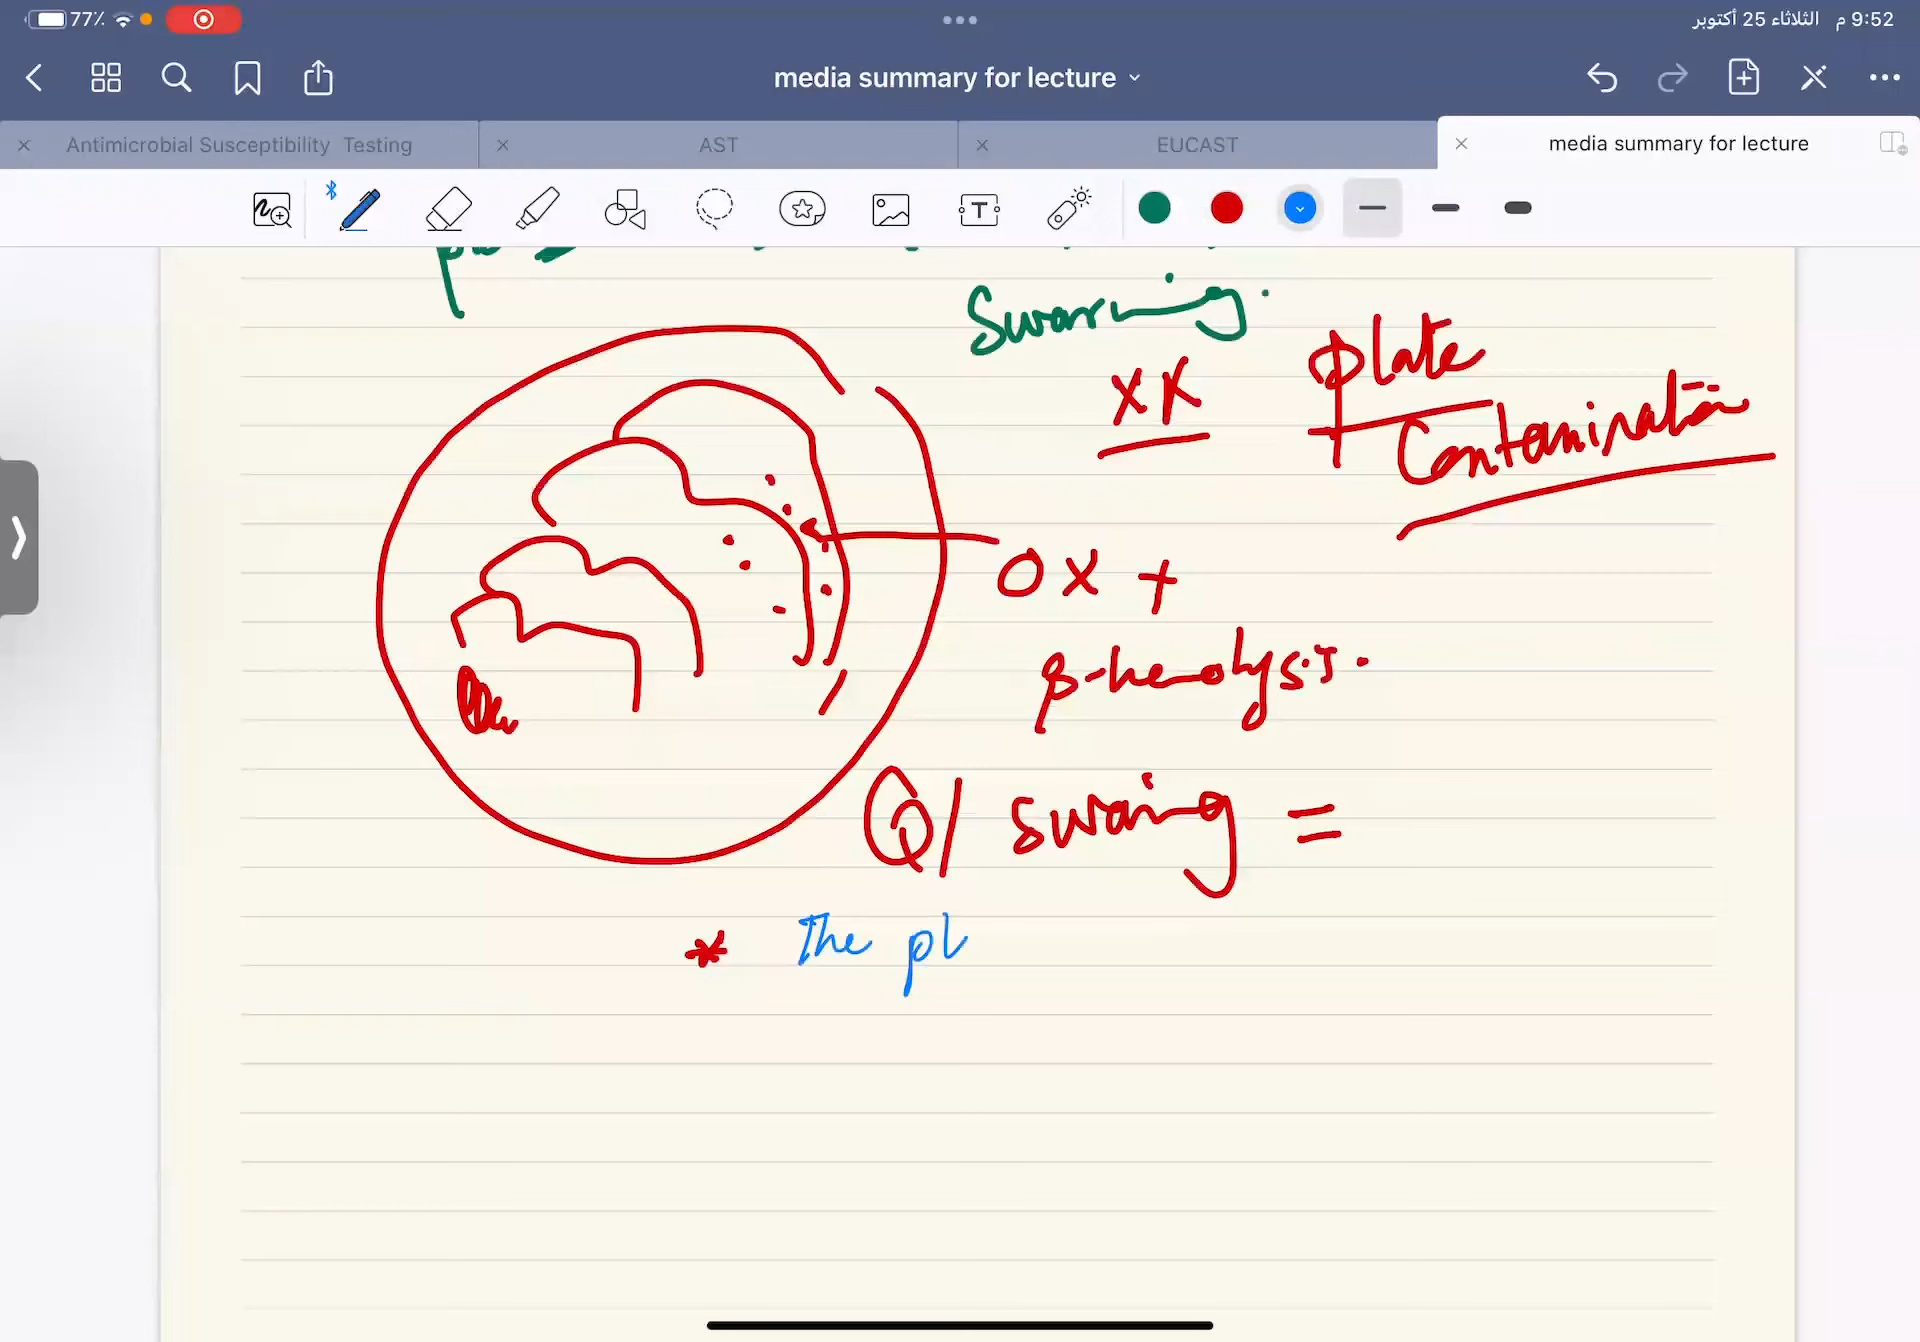 77٪ 9:52 م الثلاثاء 25 أكتوبر
media summary for lecture
Antimicrobial Susceptibility Testing
AST
EUCAST
media summary for lecture
T
Swarming.
XX
plate
Contamination
OX +
β-hemolysis.
Q/ swaring =
* The pl